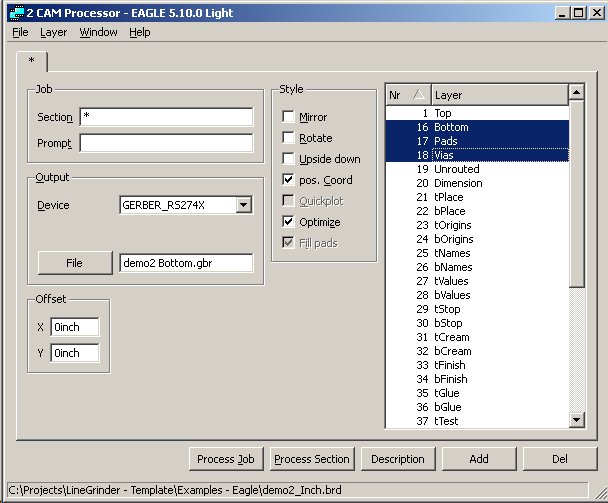 2 CAM Processor - EAGLE 5.10.0 Light
File Layer Window Help
*
Job
Section *
Prompt
Output
Device GERBER_RS274X
File demo2 Bottom.gbr
Offset
X 0inch
Y 0inch
Style
Mirror
Rotate
Upside down
pos. Coord
Quickplot
Optimize
Fill pads
Nr Layer
1 Top
16 Bottom
17 Pads
18 Vias
19 Unrouted
20 Dimension
21 tPlace
22 bPlace
23 tOrigins
24 bOrigins
25 tNames
26 bNames
27 tValues
28 bValues
29 tStop
30 bStop
31 tCream
32 bCream
33 tFinish
34 bFinish
35 tGlue
36 bGlue
37 tTest
Process Job Process Section Description Add Del
C:\Projects\LineGrinder - Template\Examples - Eagle\demo2_Inch.brd